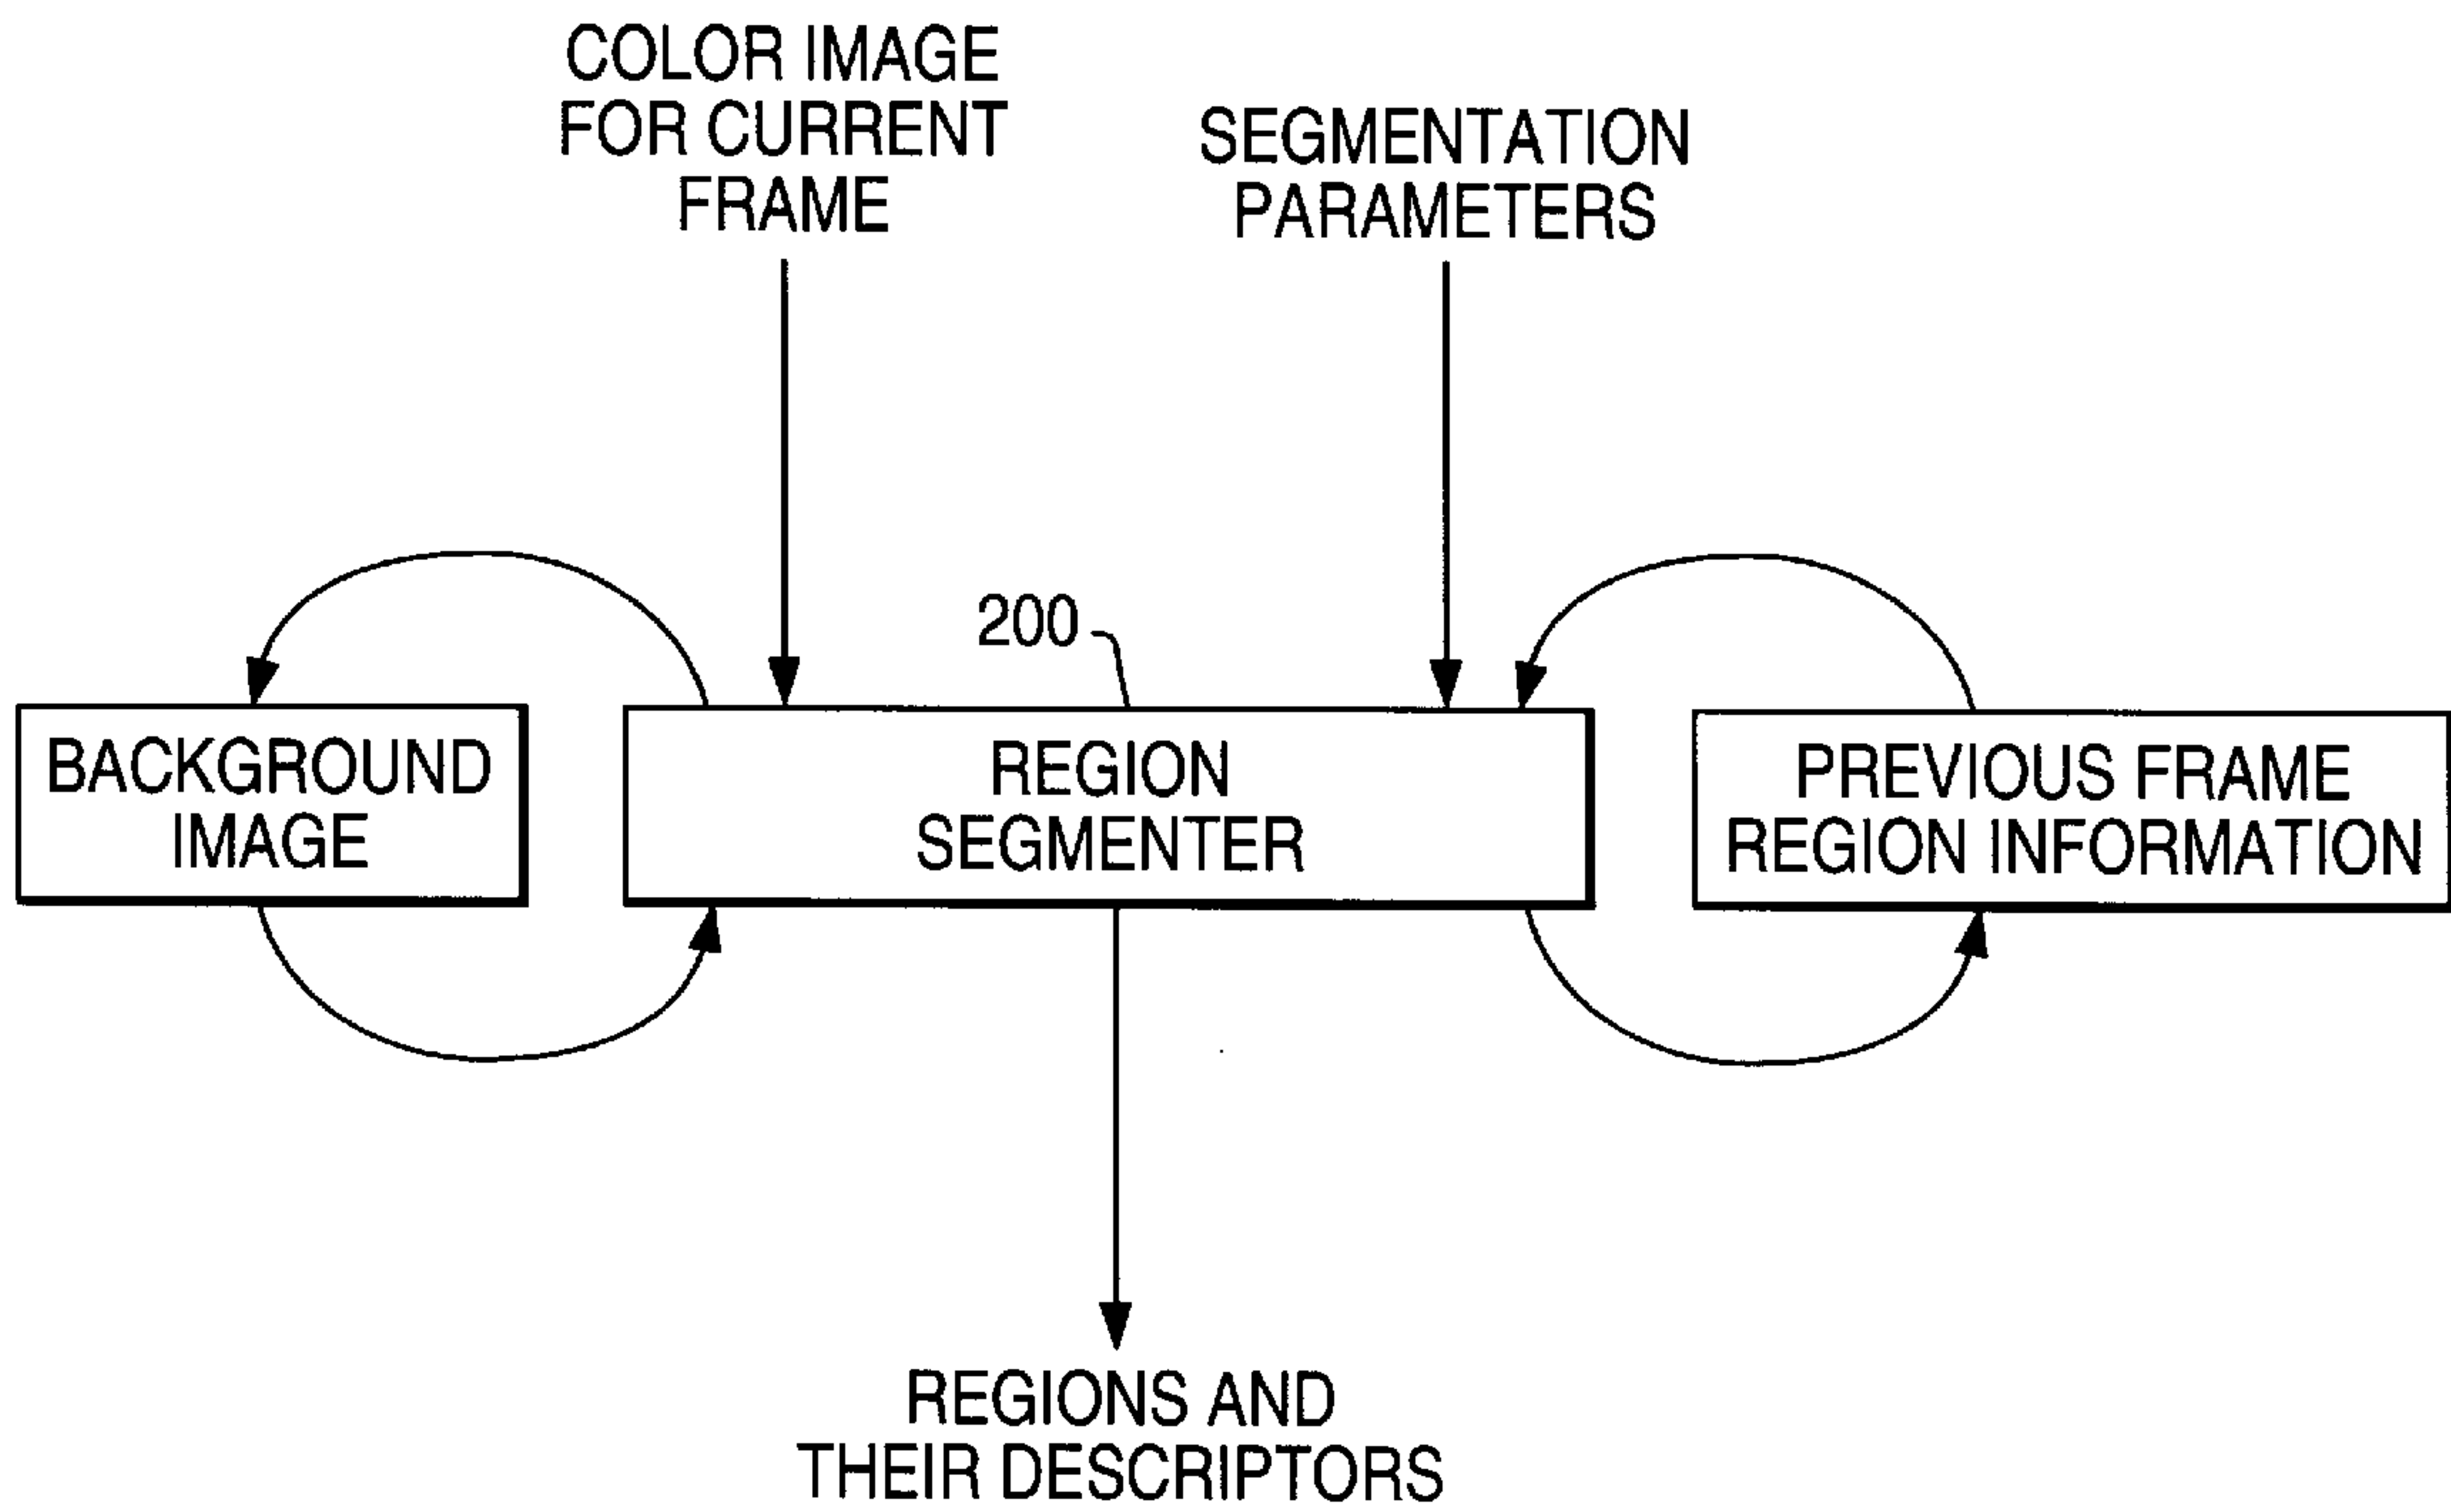 COLOR IMAGE
FOR CURRENT
FRAME
SEGMENTATION
PARAMETERS
200
BACKGROUND
IMAGE
REGION
SEGMENTER
PREVIOUS FRAME
REGION INFORMATION
REGIONS AND
THEIR DESCRIPTORS